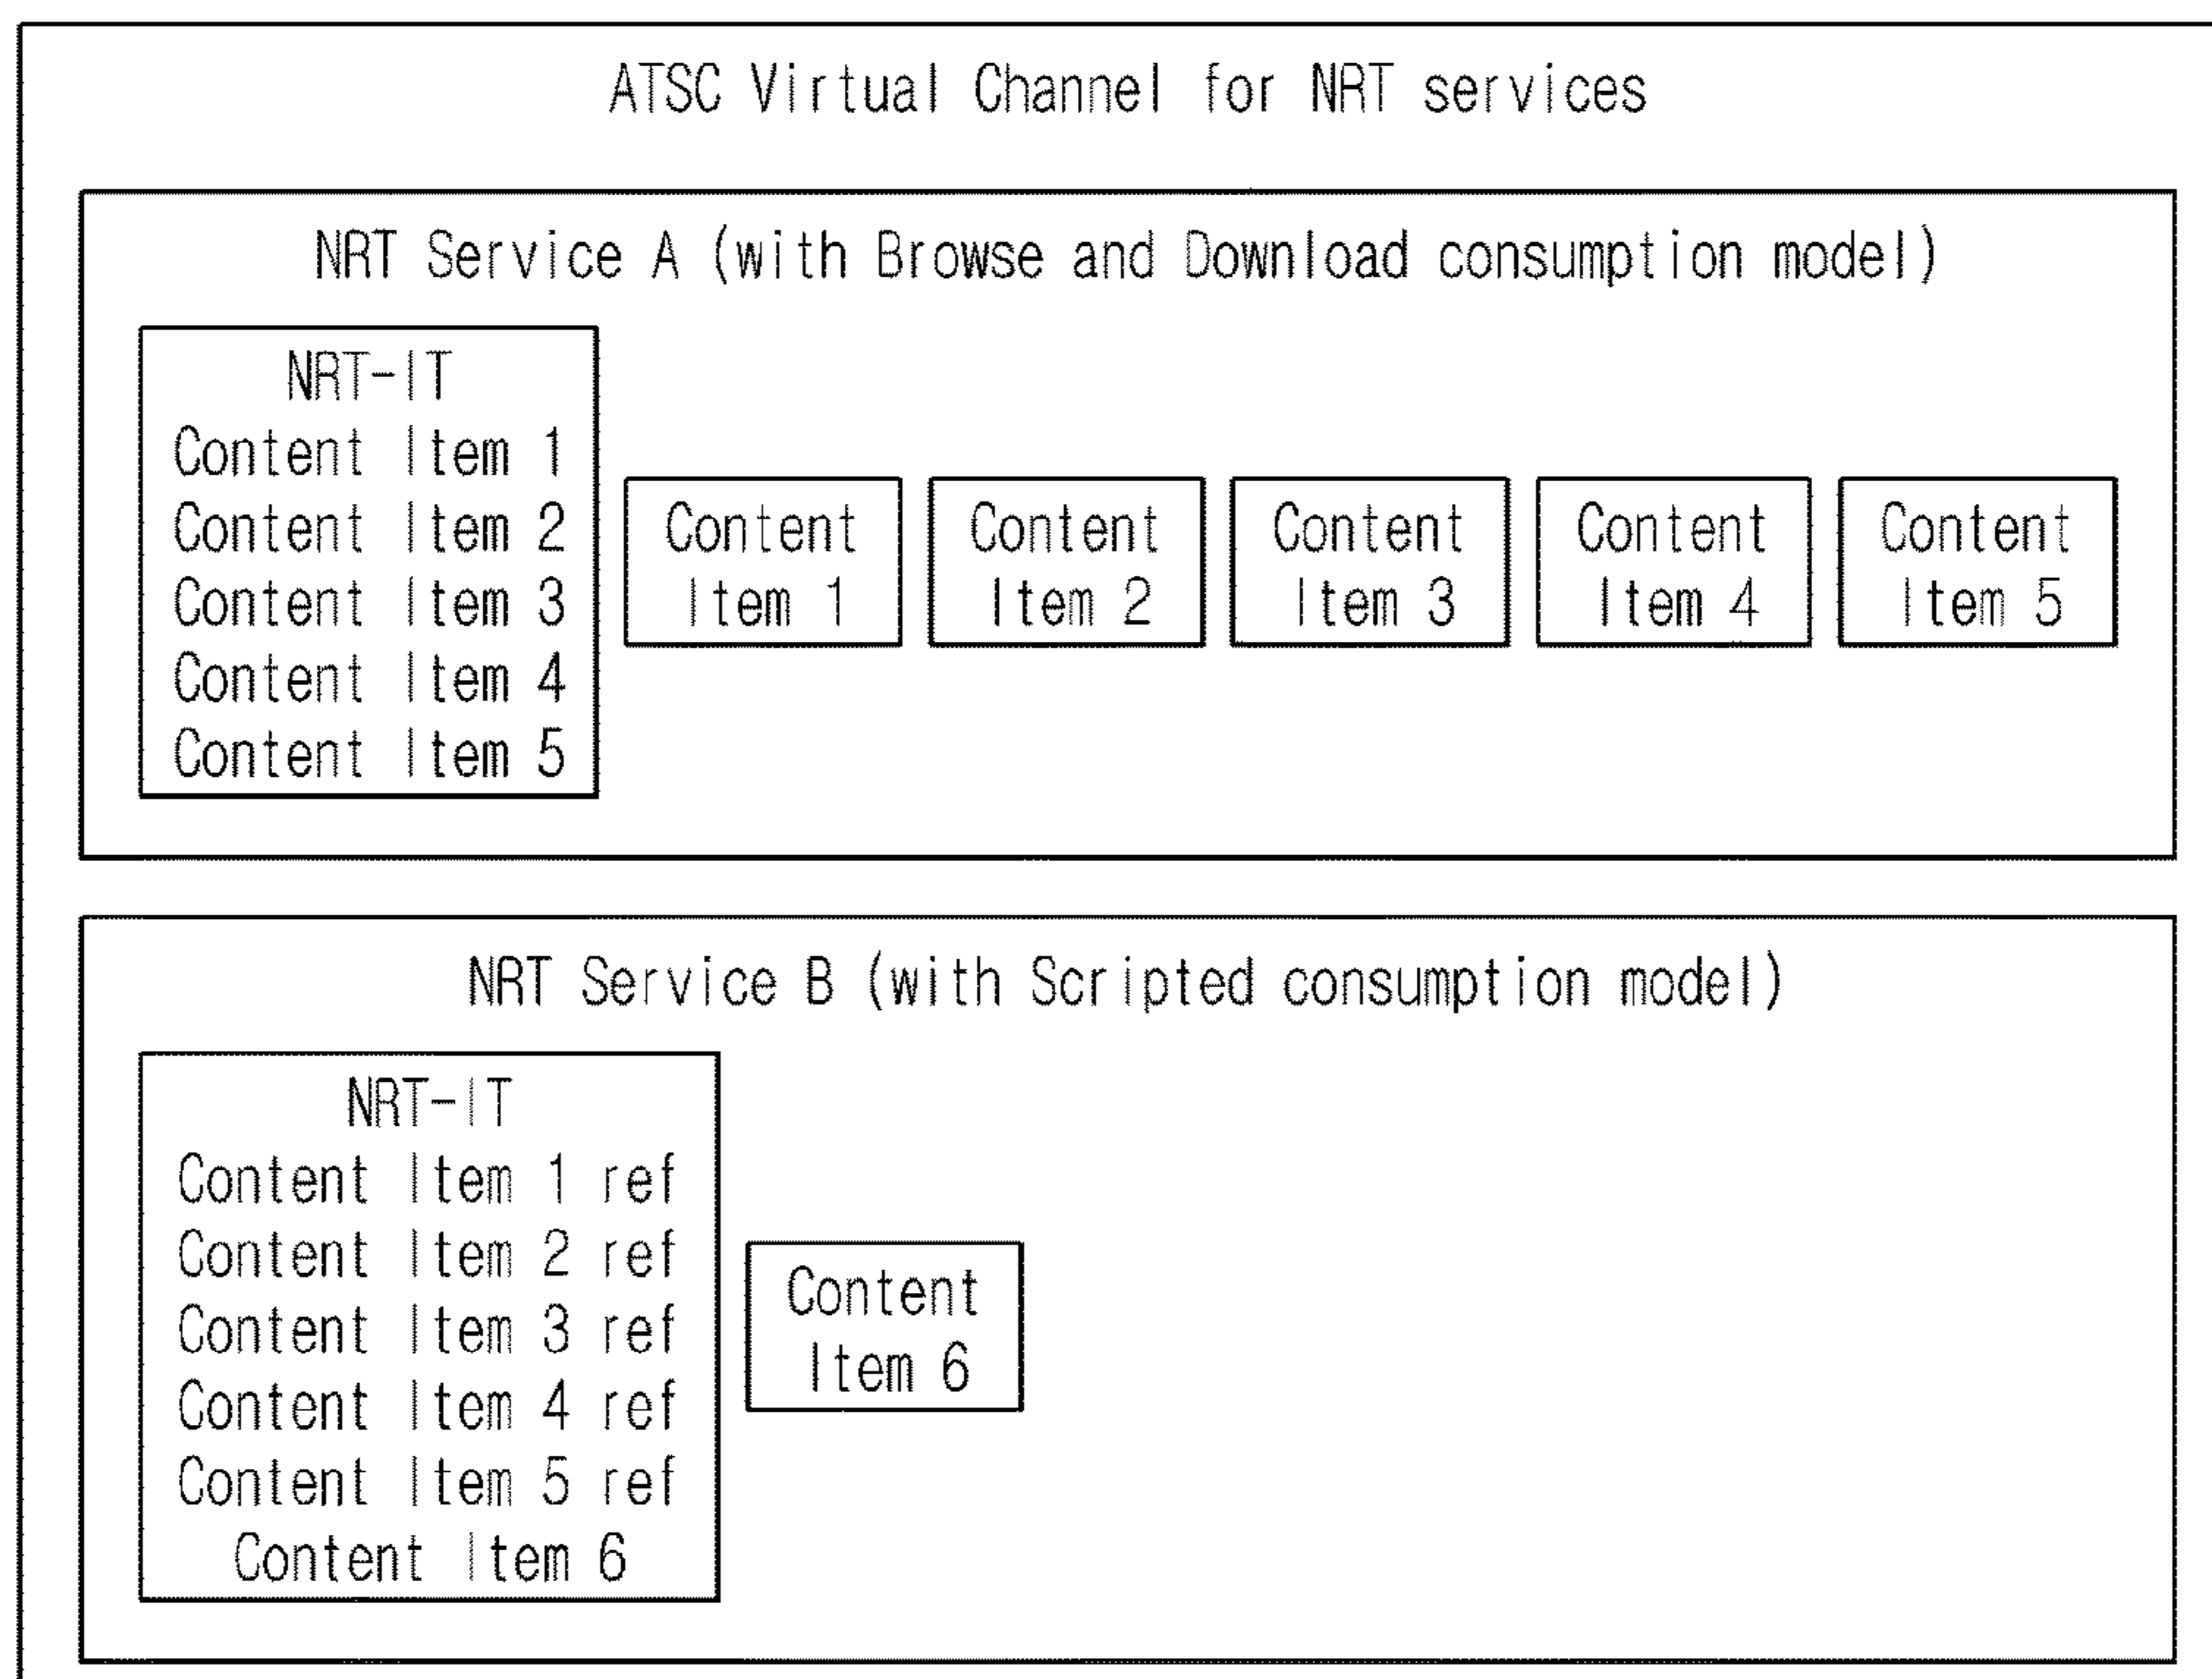 ATSC Virtual Channel for NRT services
NRT Service A (with Browse and Download consumption model)
NRT-IT
Content Item 1
Content Item 2
Content Item 3
Content Item 4
Content Item 5
Content
Item 1
Content
Item 2
Content
Item 3
Content
Item 4
Content
Item 5
NRT Service B (with Scripted consumption model)
NRT-IT
Content Item 1 ref
Content Item 2 ref
Content Item 3 ref
Content Item 4 ref
Content Item 5 ref
Content Item 6
Content
Item 6